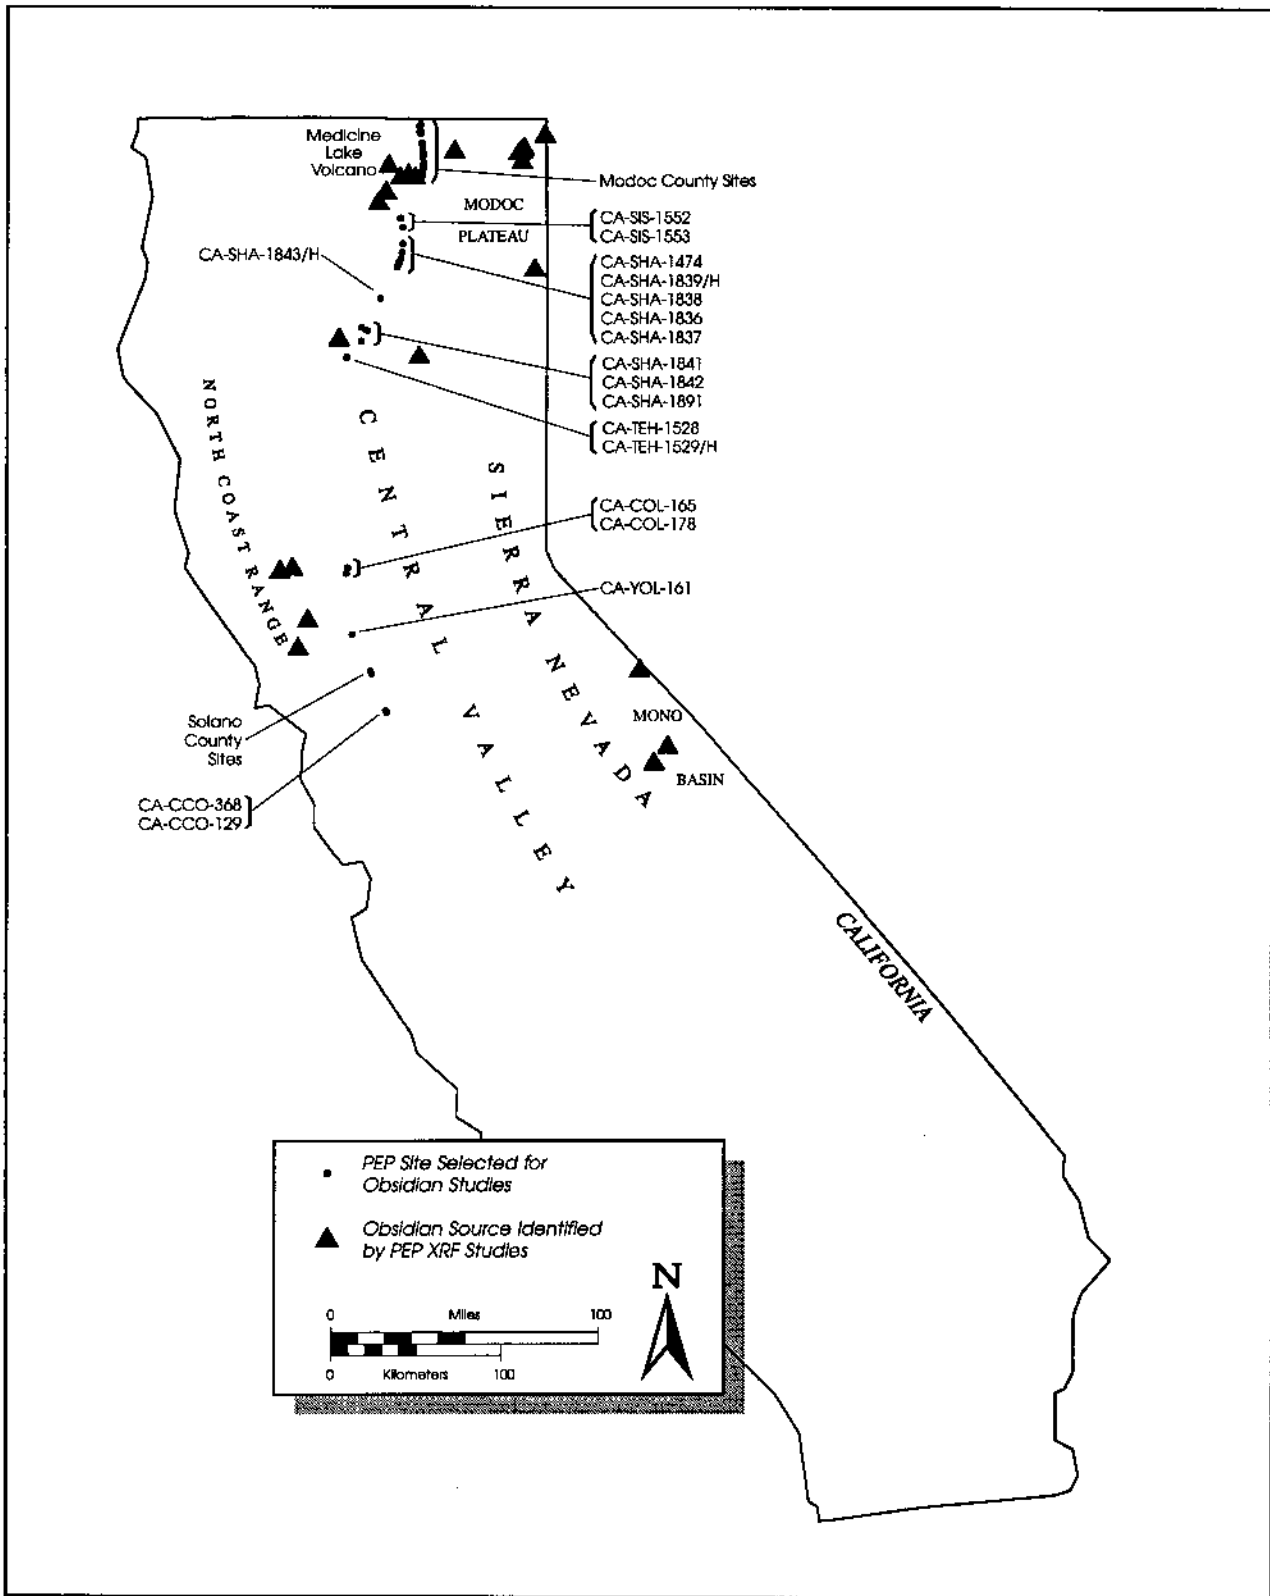 Medicine
Lake
Volcano
Modoc County Sites
MODOC
PLATEAU
CA-SIS-1552
CA-SIS-1553
CA-SHA-1843/H
CA-SHA-1474
CA-SHA-1839/H
CA-SHA-1838
CA-SHA-1836
CA-SHA-1837
CA-SHA-1841
CA-SHA-1842
CA-SHA-1891
CA-TEH-1528
CA-TEH-1529/H
NORTH COAST RANGE
CENTRAL VALLEY
SIERRA NEVADA
CA-COL-165
CA-COL-178
CA-YOL-161
Solano
County
Sites
MONO
BASIN
CA-CCO-368
CA-CCO-129
CALIFORNIA
PEP Site Selected for
Obsidian Studies
Obsidian Source Identified
by PEP XRF Studies
N
0 Miles 100
0 Kilometers 100